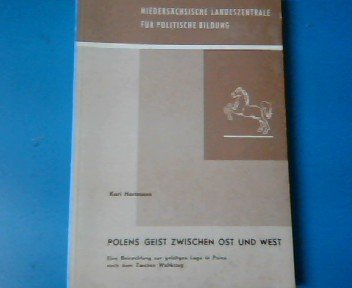 NIEDERSÄCHSISCHE LANDESZENTRALE
FÜR POLITISCHE BILDUNG
Karl Hartmann
POLENS GEIST ZWISCHEN OST UND WEST
Eine Betrachtung zur geistigen Lage in Polen
nach dem Zweiten Weltkrieg